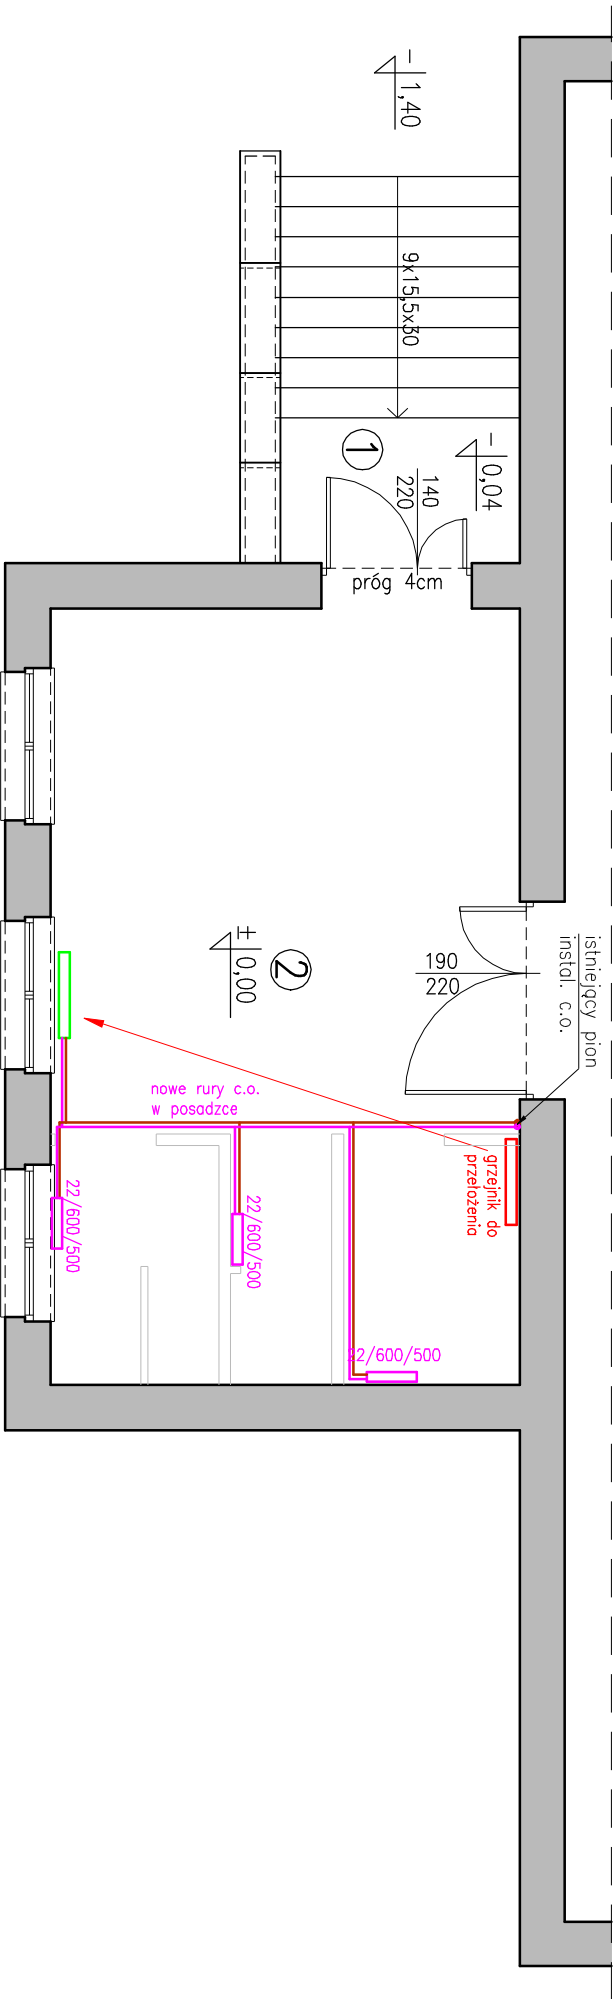 - 1,40
9x15,5x30
1
- 0,04
140
220
próg 4cm
istniejący pion
instal. c.o.
190
220
2
± 0,00
nowe rury c.o.
w posadzce
grzejnik do
przełożenia
22/600/500
22/600/500
22/600/500